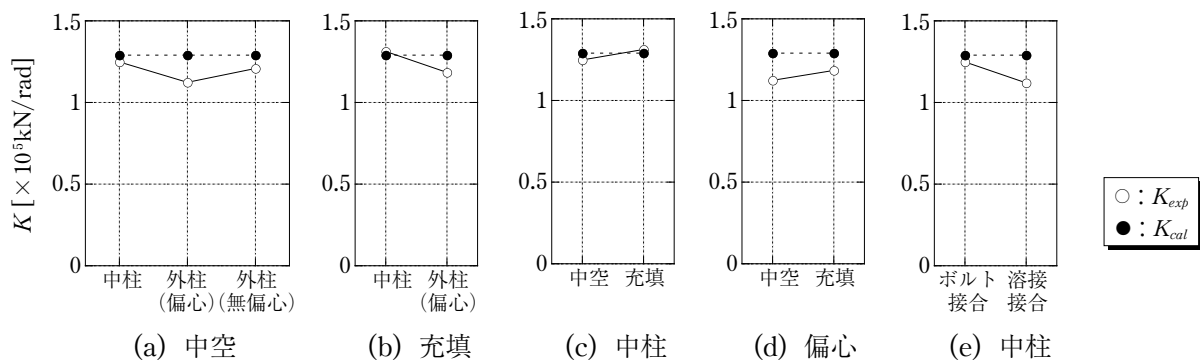 K [×10⁵kN/rad]
1.5
1
0.5
0
中柱
外柱
(偏心)
外柱
(無偏心)
(a) 中空
1.5
1
0.5
0
中柱
外柱
(偏心)
(b) 充填
1.5
1
0.5
0
中空
充填
(c) 中柱
1.5
1
0.5
0
中空
充填
(d) 偏心
1.5
1
0.5
0
ボルト
接合
溶接
接合
(e) 中柱
○ : K_exp
● : K_cal